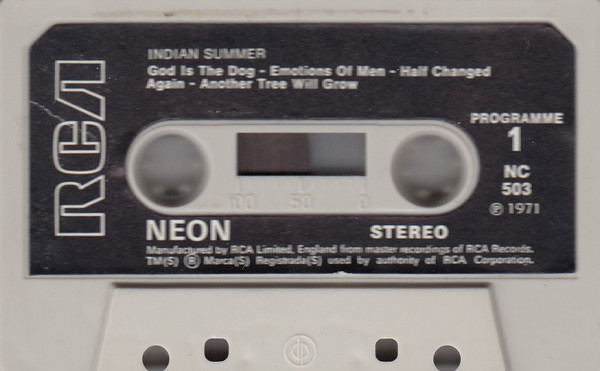 RCA
INDIAN SUMMER
God Is The Dog - Emotions Of Men - Half Changed
Again - Another Tree Will Grow
PROGRAMME
1
NC
503
℗ 1971
100 50 0
NEON
STEREO
Manufactured by RCA Limited, England from master recordings of RCA Records.
TM(S) ® Marca(S) Registrada(S) used by authority of RCA Corporation.